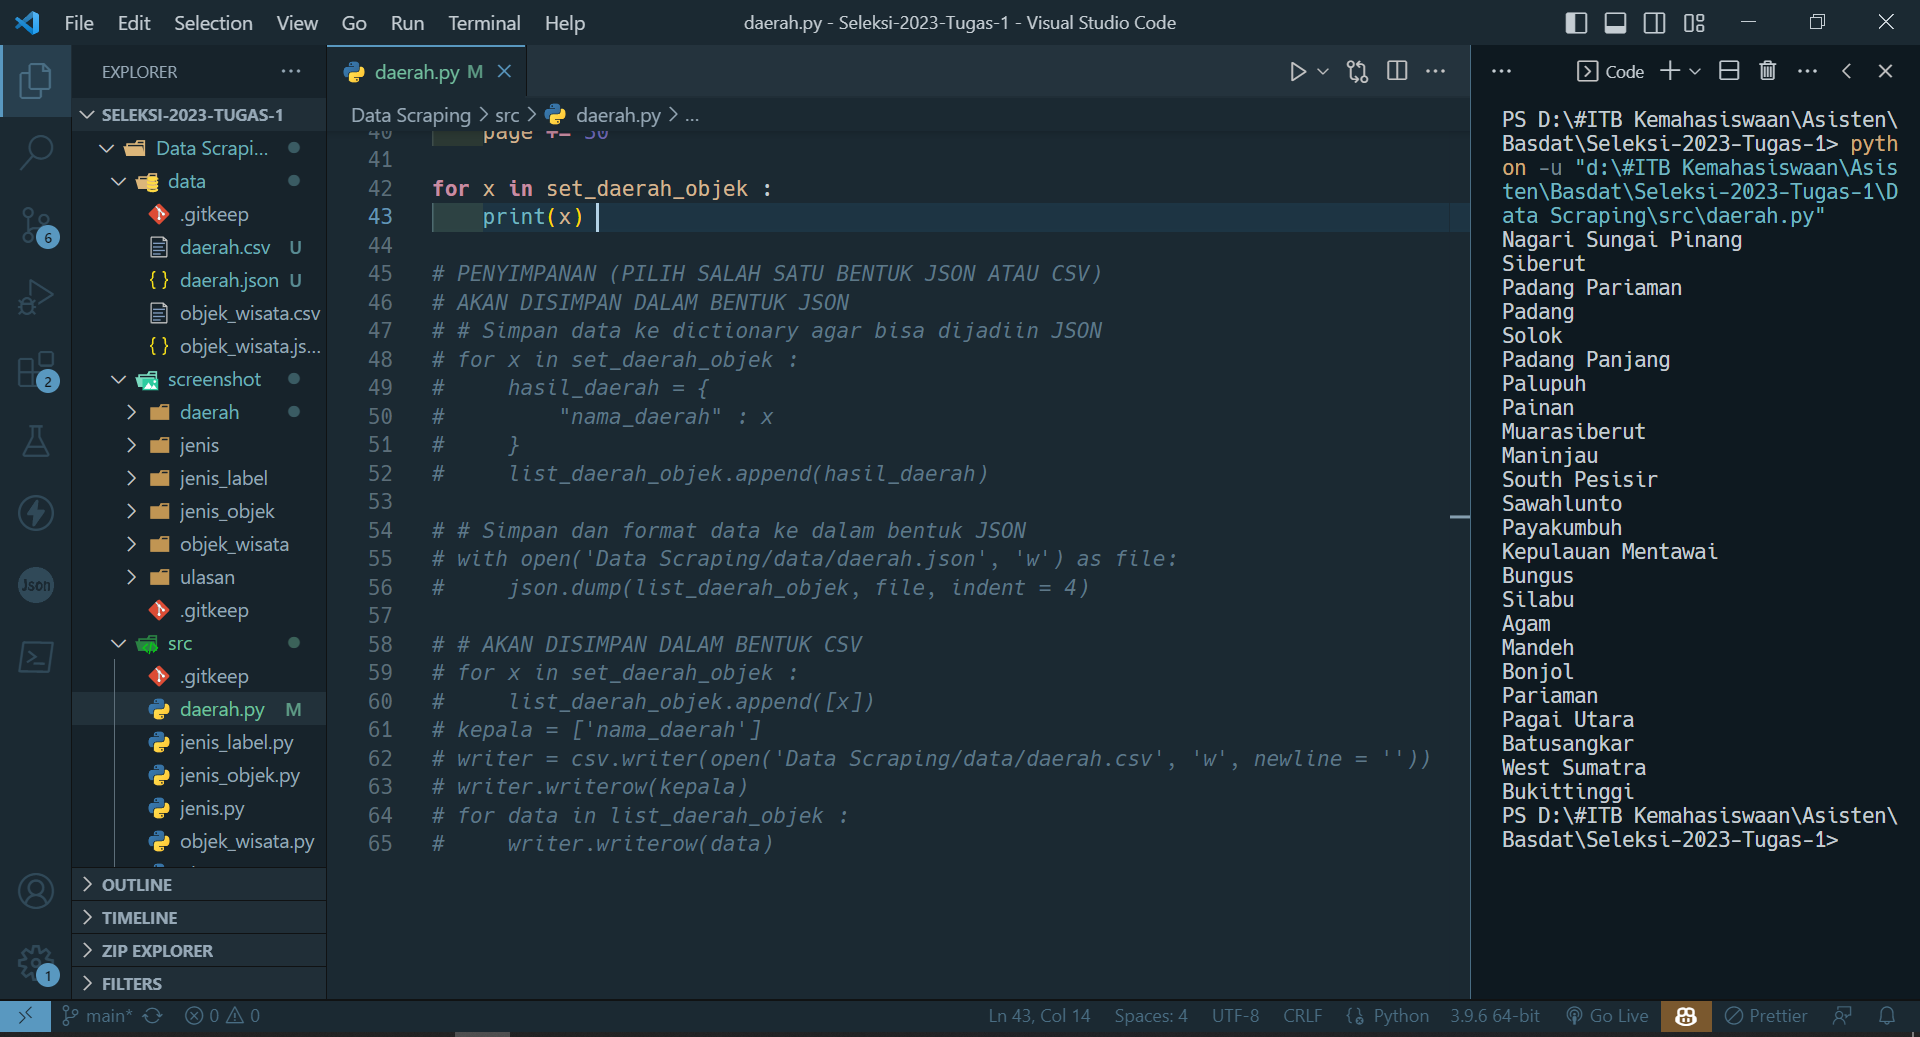 File Edit Selection View Go Run Terminal Help
daerah.py - Seleksi-2023-Tugas-1 - Visual Studio Code
EXPLORER
SELEKSI-2023-TUGAS-1
Data Scrapi...
data
.gitkeep
daerah.csv U
daerah.json U
objek_wisata.csv
objek_wisata.js...
screenshot
daerah
jenis
jenis_label
jenis_objek
objek_wisata
ulasan
.gitkeep
src
.gitkeep
daerah.py M
jenis_label.py
jenis_objek.py
jenis.py
objek_wisata.py
OUTLINE
TIMELINE
ZIP EXPLORER
FILTERS
6
2
Json
1
daerah.py M
Data Scraping > src > daerah.py > ...
40 page += 30
41
42 for x in set_daerah_objek :
43 print(x)
44
45 # PENYIMPANAN (PILIH SALAH SATU BENTUK JSON ATAU CSV)
46 # AKAN DISIMPAN DALAM BENTUK JSON
47 # # Simpan data ke dictionary agar bisa dijadiin JSON
48 # for x in set_daerah_objek :
49 # hasil_daerah = {
50 # "nama_daerah" : x
51 # }
52 # list_daerah_objek.append(hasil_daerah)
53
54 # # Simpan dan format data ke dalam bentuk JSON
55 # with open('Data Scraping/data/daerah.json', 'w') as file:
56 # json.dump(list_daerah_objek, file, indent = 4)
57
58 # # AKAN DISIMPAN DALAM BENTUK CSV
59 # for x in set_daerah_objek :
60 # list_daerah_objek.append([x])
61 # kepala = ['nama_daerah']
62 # writer = csv.writer(open('Data Scraping/data/daerah.csv', 'w', newline = ''))
63 # writer.writerow(kepala)
64 # for data in list_daerah_objek :
65 # writer.writerow(data)
Code
PS D:\#ITB Kemahasiswaan\Asisten\
Basdat\Seleksi-2023-Tugas-1> pyth
on -u "d:\#ITB Kemahasiswaan\Asis
ten\Basdat\Seleksi-2023-Tugas-1\D
ata Scraping\src\daerah.py"
Nagari Sungai Pinang
Siberut
Padang Pariaman
Padang
Solok
Padang Panjang
Palupuh
Painan
Muarasiberut
Maninjau
South Pesisir
Sawahlunto
Payakumbuh
Kepulauan Mentawai
Bungus
Silabu
Agam
Mandeh
Bonjol
Pariaman
Pagai Utara
Batusangkar
West Sumatra
Bukittinggi
PS D:\#ITB Kemahasiswaan\Asisten\
Basdat\Seleksi-2023-Tugas-1>
main* 0 0
Ln 43, Col 14 Spaces: 4 UTF-8 CRLF Python 3.9.6 64-bit Go Live Prettier